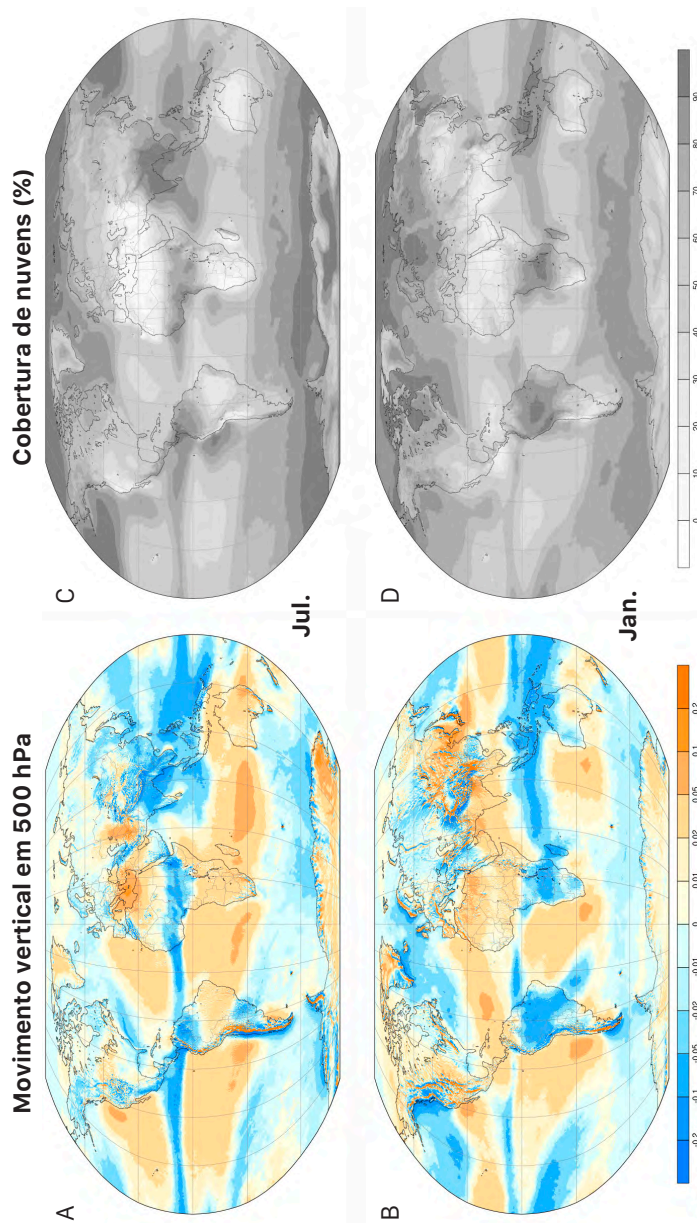 Movimento vertical em 500 hPa
Cobertura de nuvens (%)
A
C
Jul.
B
D
Jan.
-0.2 -0.1 -0.05 -0.02 -0.01 0 0.01 0.02 0.05 0.1 0.2
0 10 20 30 40 50 60 70 80 90